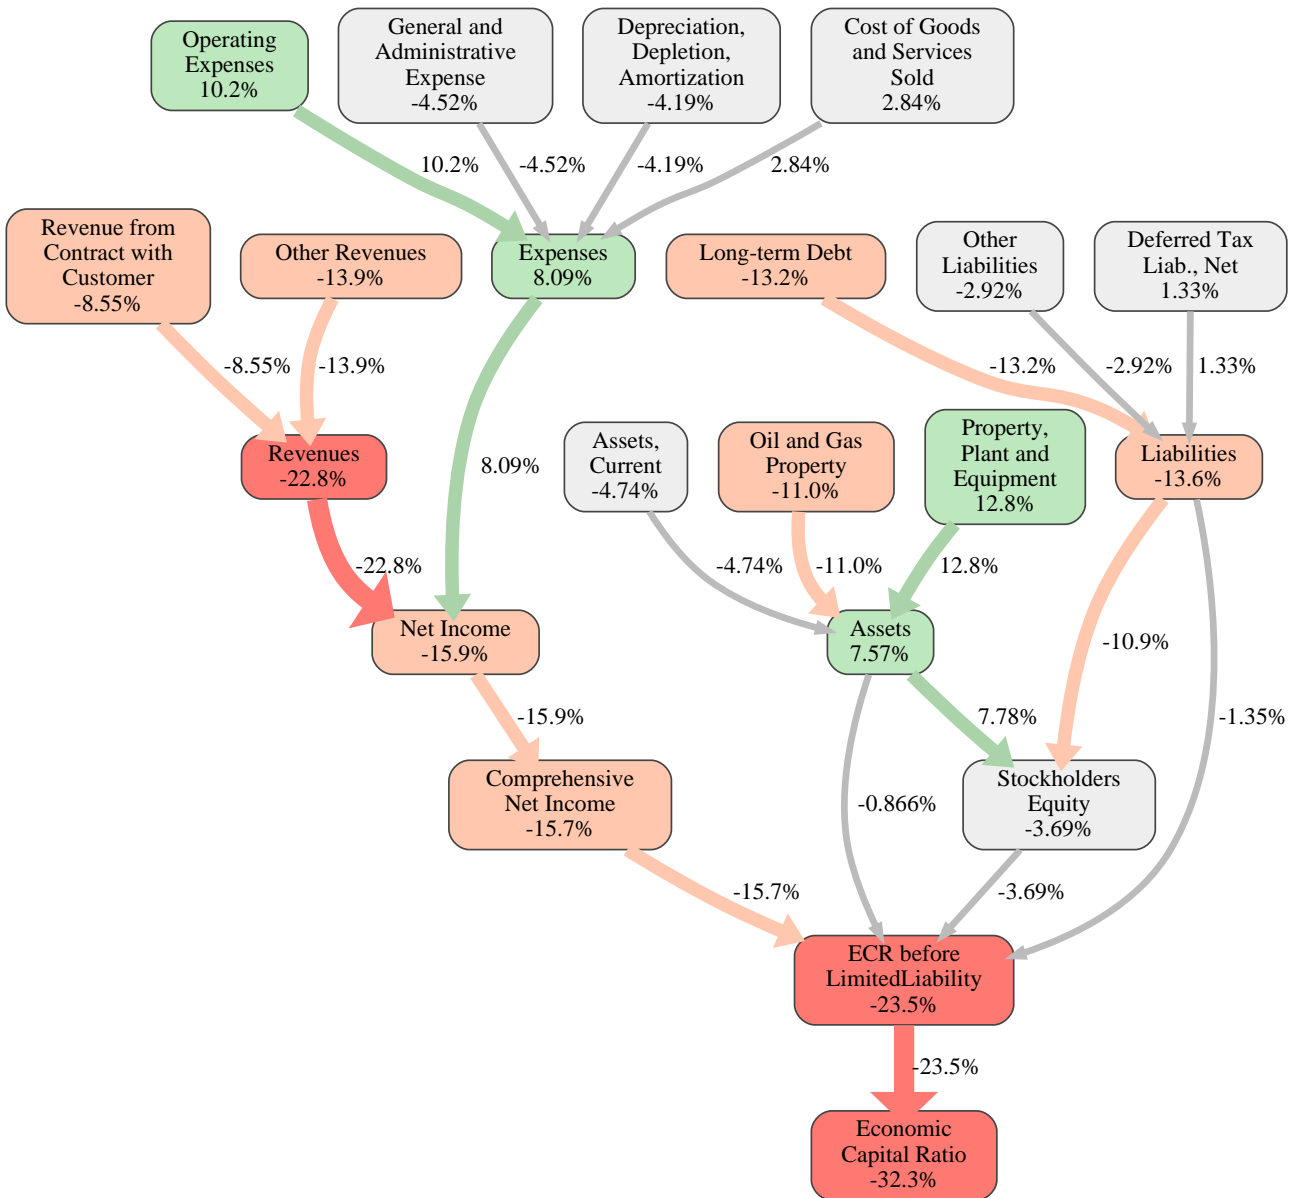 Operating
Expenses
10.2%
General and
Administrative
Expense
-4.52%
Depreciation,
Depletion,
Amortization
-4.19%
Cost of Goods
and Services
Sold
2.84%
10.2%
-4.52%
-4.19%
2.84%
Revenue from
Contract with
Customer
-8.55%
Other Revenues
-13.9%
Expenses
8.09%
Long-term Debt
-13.2%
Other
Liabilities
-2.92%
Deferred Tax
Liab., Net
1.33%
-8.55%
-13.9%
8.09%
-13.2%
-2.92%
1.33%
Revenues
-22.8%
Assets,
Current
-4.74%
Oil and Gas
Property
-11.0%
Property,
Plant and
Equipment
12.8%
Liabilities
-13.6%
-22.8%
-4.74%
-11.0%
12.8%
-10.9%
-1.35%
Net Income
-15.9%
Assets
7.57%
-15.9%
7.78%
-0.866%
Comprehensive
Net Income
-15.7%
Stockholders
Equity
-3.69%
-15.7%
-3.69%
ECR before
LimitedLiability
-23.5%
-23.5%
Economic
Capital Ratio
-32.3%